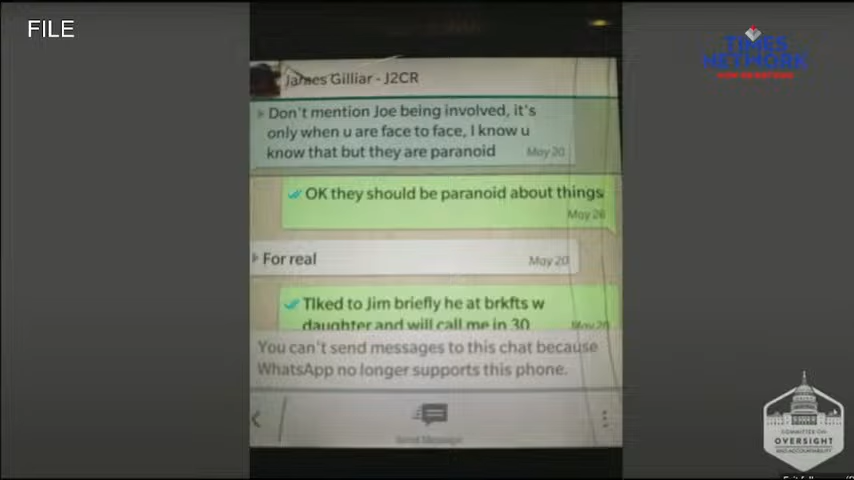 FILE
TIMES
NETWORK
James Gilliar - J2CR
Don't mention Joe being involved, it's
only when u are face to face, I know u
know that but they are paranoid
May 20
OK they should be paranoid about things
May 20
For real
May 20
Tlked to Jim briefly he at brkfts w
daughter and will call me in 30
May 20
You can't send messages to this chat because
WhatsApp no longer supports this phone.
Send Message
COMMITTEE ON
OVERSIGHT
AND ACCOUNTABILITY